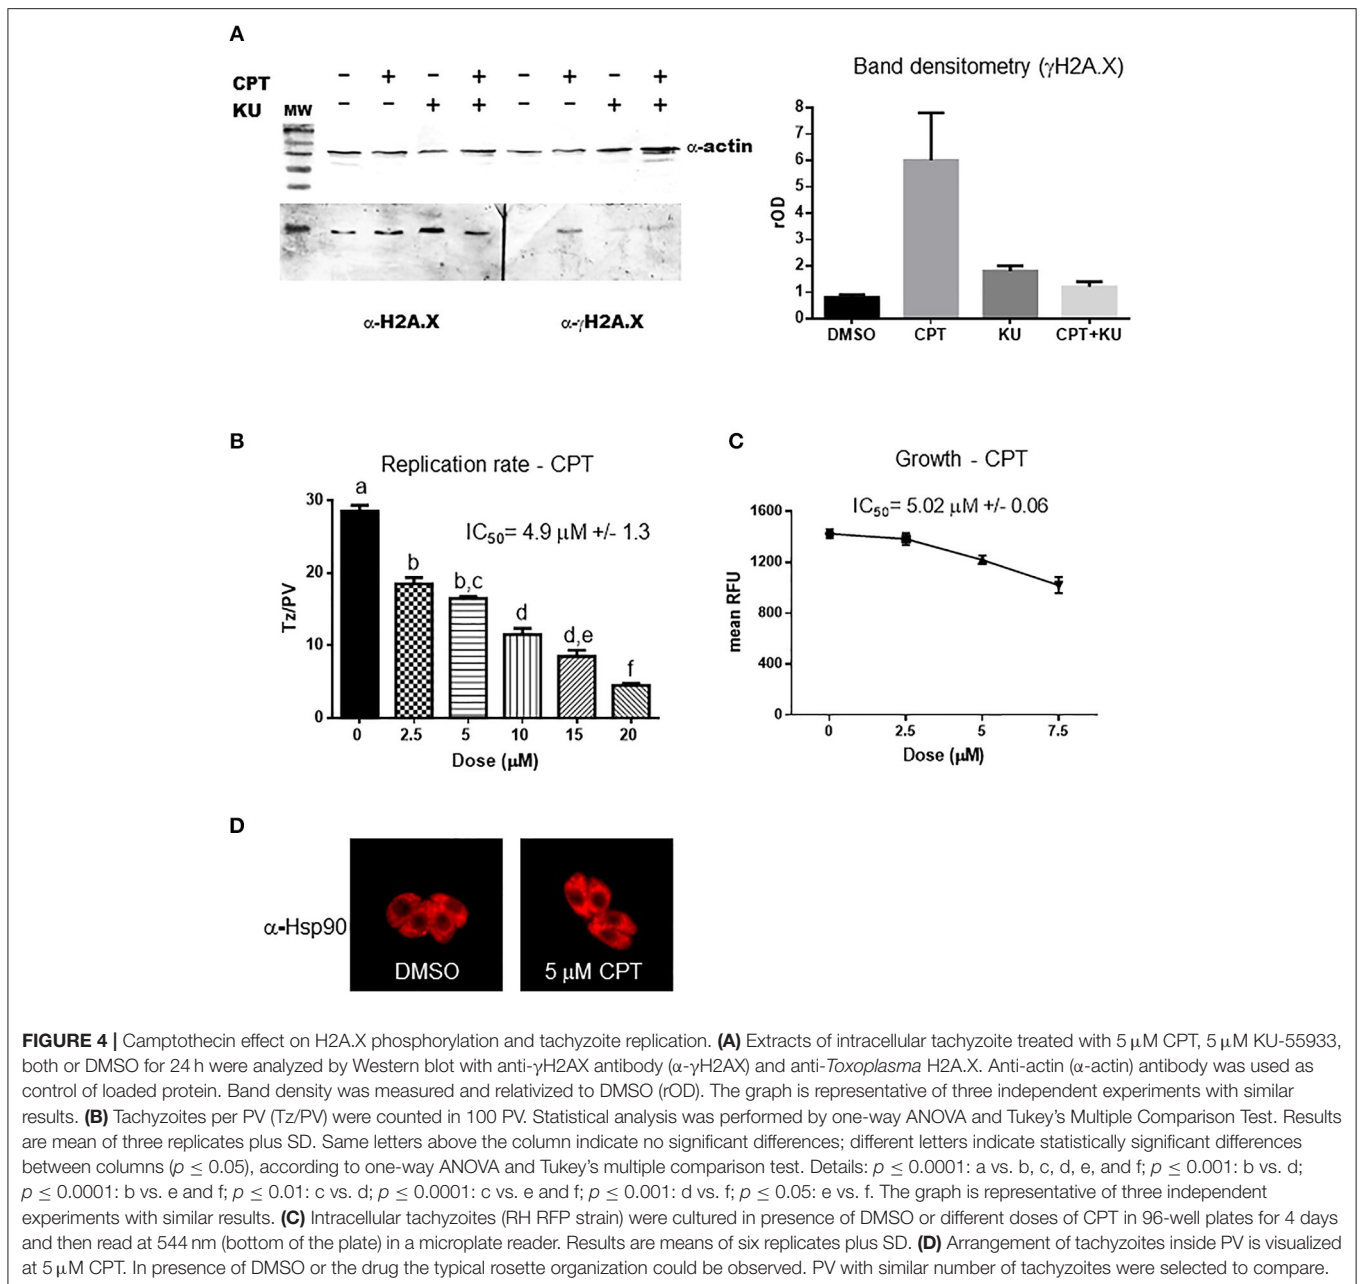 A
CPT − + − + − + − +
KU − − + + − − + +
MW
α-actin
α-H2A.X
α-γH2A.X
Band densitometry (γH2A.X)
rOD
8
7
6
5
4
3
2
1
0
DMSO CPT KU CPT+KU
B
Replication rate - CPT
IC₅₀= 4.9 µM +/- 1.3
Tz/PV
30
20
10
0
a
b
b,c
d
d,e
f
0 2.5 5 10 15 20
Dose (µM)
C
Growth - CPT
IC₅₀= 5.02 µM +/- 0.06
mean RFU
1600
1200
800
400
0
0 2.5 5 7.5
Dose (µM)
D
α-Hsp90
DMSO
5 µM CPT
FIGURE 4 | Camptothecin effect on H2A.X phosphorylation and tachyzoite replication. (A) Extracts of intracellular tachyzoite treated with 5 µM CPT, 5 µM KU-55933,
both or DMSO for 24 h were analyzed by Western blot with anti-γH2AX antibody (α-γH2AX) and anti-Toxoplasma H2A.X. Anti-actin (α-actin) antibody was used as
control of loaded protein. Band density was measured and relativized to DMSO (rOD). The graph is representative of three independent experiments with similar
results. (B) Tachyzoites per PV (Tz/PV) were counted in 100 PV. Statistical analysis was performed by one-way ANOVA and Tukey's Multiple Comparison Test. Results
are mean of three replicates plus SD. Same letters above the column indicate no significant differences; different letters indicate statistically significant differences
between columns (p ≤ 0.05), according to one-way ANOVA and Tukey's multiple comparison test. Details: p ≤ 0.0001: a vs. b, c, d, e, and f; p ≤ 0.001: b vs. d;
p ≤ 0.0001: b vs. e and f; p ≤ 0.01: c vs. d; p ≤ 0.0001: c vs. e and f; p ≤ 0.001: d vs. f; p ≤ 0.05: e vs. f. The graph is representative of three independent
experiments with similar results. (C) Intracellular tachyzoites (RH RFP strain) were cultured in presence of DMSO or different doses of CPT in 96-well plates for 4 days
and then read at 544 nm (bottom of the plate) in a microplate reader. Results are means of six replicates plus SD. (D) Arrangement of tachyzoites inside PV is visualized
at 5 µM CPT. In presence of DMSO or the drug the typical rosette organization could be observed. PV with similar number of tachyzoites were selected to compare.